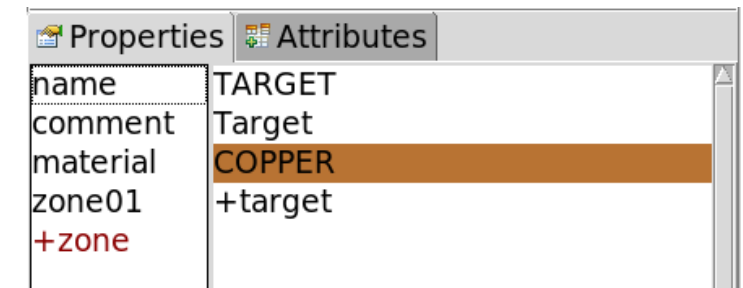 Properties Attributes
name TARGET
comment Target
material COPPER
zone01 +target
+zone